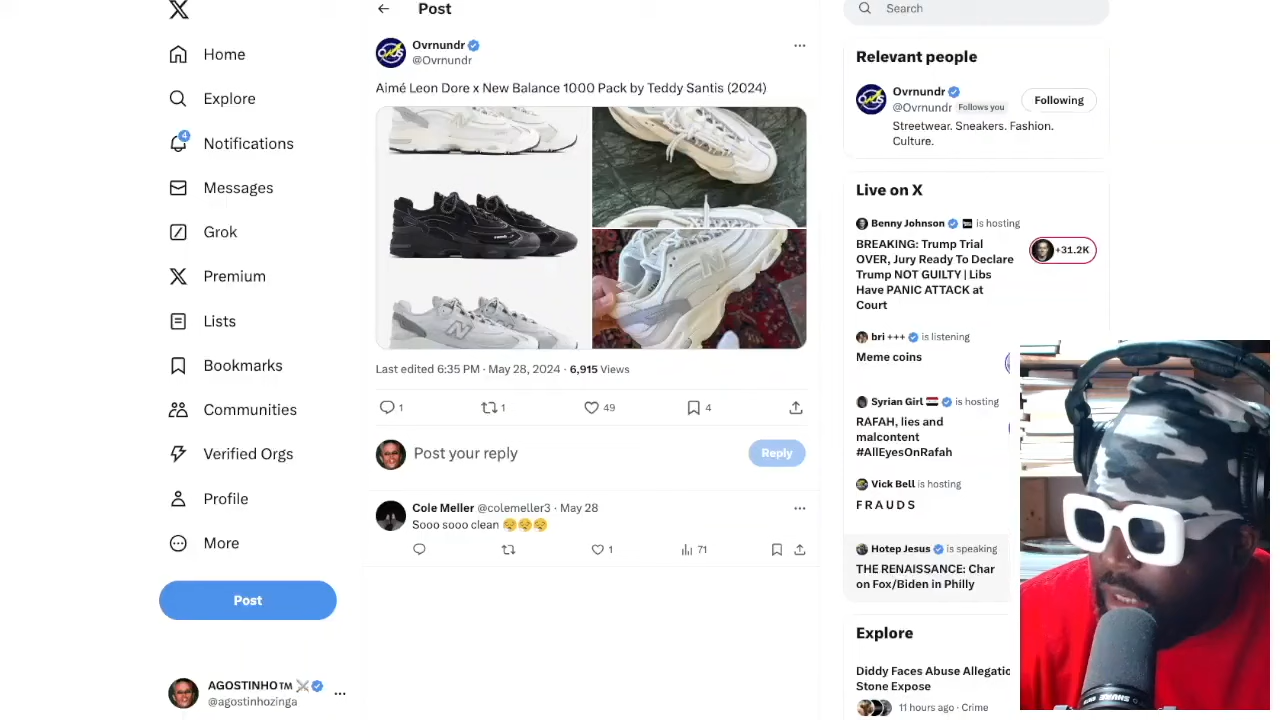 Home
Explore
4
Notifications
Messages
Grok
Premium
Lists
Bookmarks
Communities
Verified Orgs
Profile
More
Post
AGOSTINHO™
@agostinhozinga
Post
Ovrnundr
@Ovrnundr
Aimé Leon Dore x New Balance 1000 Pack by Teddy Santis (2024)
Last edited 6:35 PM · May 28, 2024 · 6,915 Views
1
1
49
4
Post your reply
Reply
Cole Meller @colemeller3 · May 28
Sooo sooo clean 😮‍💨😮‍💨😮‍💨
1
71
Search
Relevant people
Ovrnundr
@Ovrnundr Follows you
Following
Streetwear. Sneakers. Fashion.
Culture.
Live on X
Benny Johnson is hosting
BREAKING: Trump Trial
OVER, Jury Ready To Declare
Trump NOT GUILTY | Libs
Have PANIC ATTACK at
Court
+31.2K
bri +++ is listening
Meme coins
Syrian Girl is hosting
RAFAH, lies and
malcontent
#AllEyesOnRafah
Vick Bell is hosting
F R A U D S
Hotep Jesus is speaking
THE RENAISSANCE: Char
on Fox/Biden in Philly
Explore
Diddy Faces Abuse Allegatio
Stone Expose
11 hours ago · Crime
SHURE